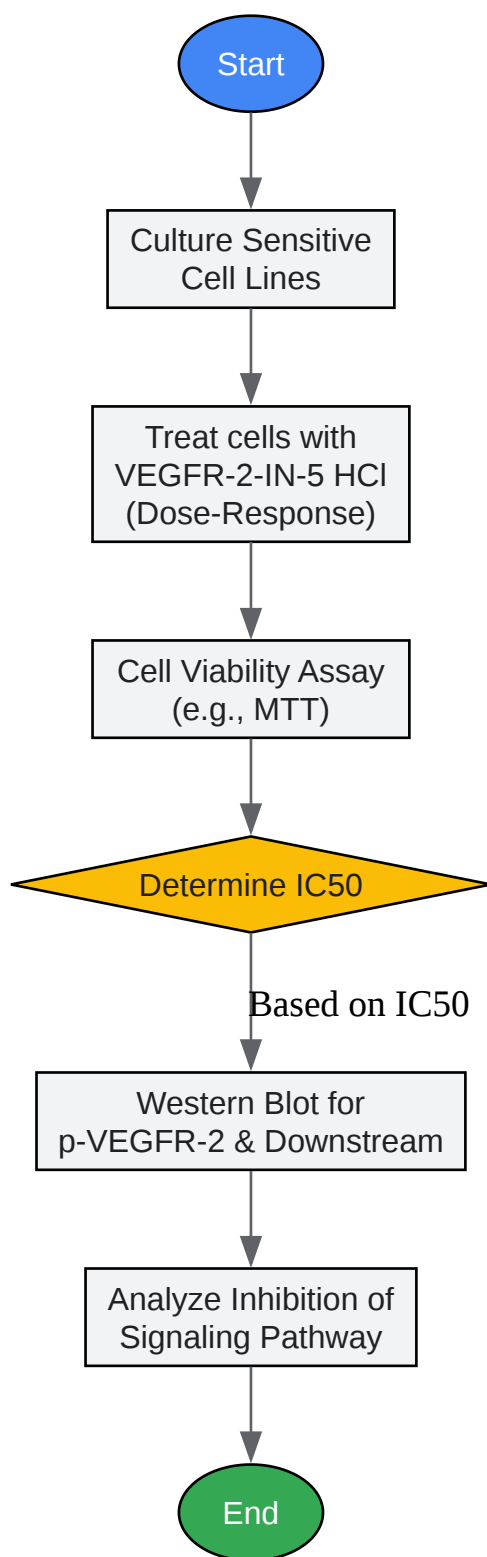 Start
Culture Sensitive
Cell Lines
Treat cells with
VEGFR-2-IN-5 HCl
(Dose-Response)
Cell Viability Assay
(e.g., MTT)
Determine IC50
Based on IC50
Western Blot for
p-VEGFR-2 & Downstream
Analyze Inhibition of
Signaling Pathway
End